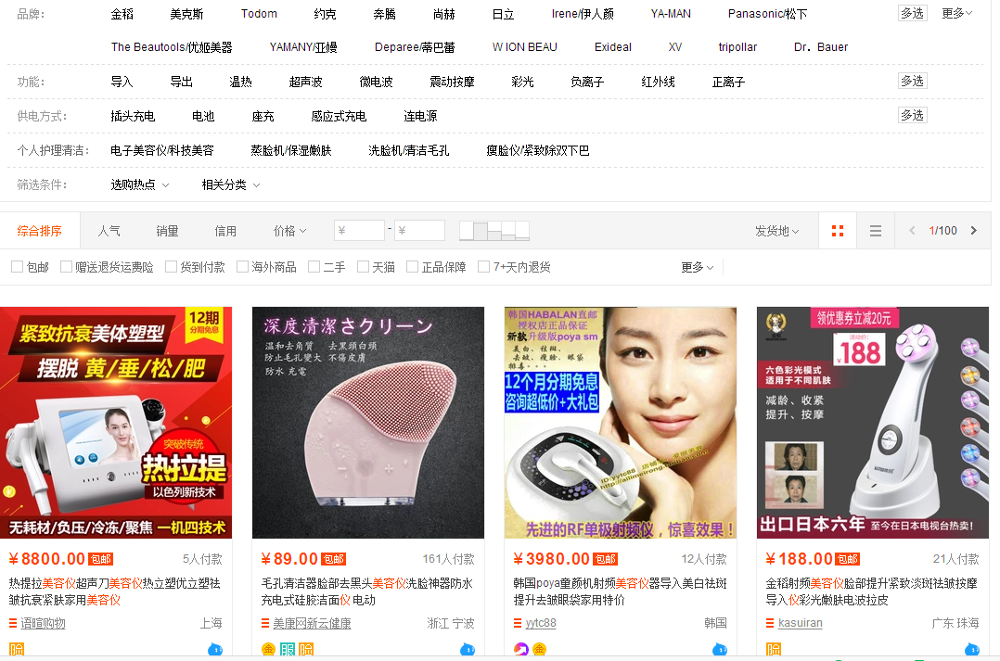 品牌： 金稻 美克斯 Todom 约克 奔腾 尚赫 日立 Irene/伊人颜 YA-MAN Panasonic/松下 多选 更多
The Beautools/优姬美器 YAMANY/亚嫚 Deparee/蒂巴蕾 W ION BEAU Exideal XV tripollar Dr．Bauer
功能： 导入 导出 温热 超声波 微电波 震动按摩 彩光 负离子 红外线 正离子 多选
供电方式： 插头充电 电池 座充 感应式充电 连电源 多选
个人护理清洁： 电子美容仪/科技美容 蒸脸机/保湿嫩肤 洗脸机/清洁毛孔 瘦脸仪/紧致除双下巴
筛选条件： 选购热点 相关分类
综合排序 人气 销量 信用 价格 ¥ - ¥ 发货地 1/100
包邮 赠送退货运费险 货到付款 海外商品 二手 天猫 正品保障 7+天内退货 更多
12期
分期免息
紧致抗衰美体塑型
摆脱 黄/垂/松/肥
突破传统
热拉提
以色列新技术
无耗材/负压/冷冻/聚焦 一机四技术
深度清潔さクリーン
温和去角質 去黑頭白頭
防止毛孔變大 不傷皮膚
防水 充電
韩国HABALAN直邮
授权店正品保证
新款升级版poya sm
美白、祛斑、
去皱、瘦脸、眼袋
排毒···
12个月分期免息
咨询超低价+大礼包
ID:yytc88
先进的RF单极射频仪，惊喜效果！
领优惠券立减20元
活动价：
¥188
六色彩光模式
适用于不同肌肤
减龄、收紧
提升、按摩
出口日本六年 至今在日本电视台热卖！
¥8800.00 包邮 5人付款
热提拉美容仪超声刀美容仪热立塑优立塑祛
皱抗衰紧肤家用美容仪
语暄购物 上海
险
¥89.00 包邮 161人付款
毛孔清洁器脸部去黑头美容仪洗脸神器防水
充电式硅胶洁面仪 电动
美康网新云健康 浙江 宁波
金 服 险
¥3980.00 包邮 12人付款
韩国poya童颜机射频美容仪器导入美白祛斑
提升去皱眼袋家用特价
yytc88 韩国
金
¥188.00 包邮 21人付款
金稻射频美容仪脸部提升紧致淡斑祛皱按摩
导入仪彩光嫩肤电波拉皮
kasuiran 广东 珠海
险